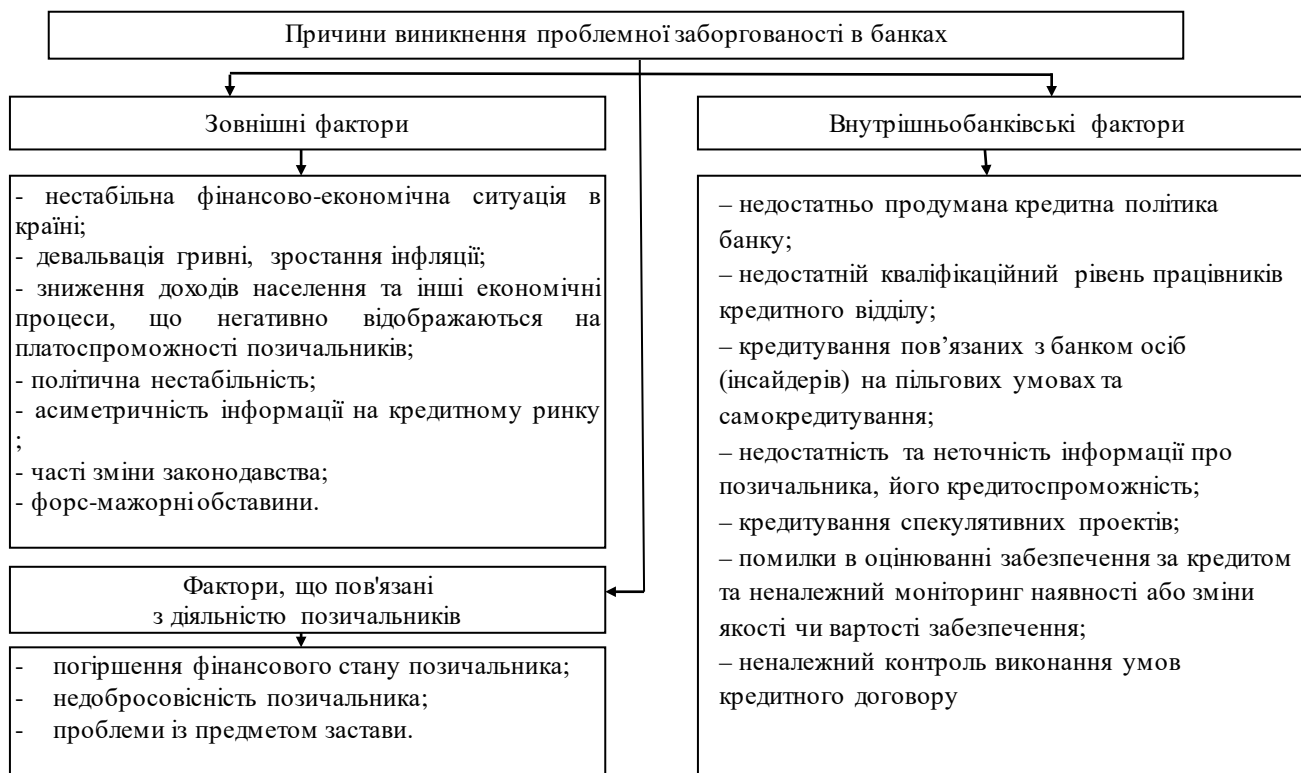 Причини виникнення проблемної заборгованості в банках
Зовнішні фактори
- нестабільна фінансово-економічна ситуація в
країні;
- девальвація гривні, зростання інфляції;
- зниження доходів населення та інші економічні
процеси, що негативно відображаються на
платоспроможності позичальників;
- політична нестабільність;
- асиметричність інформації на кредитному ринку
;
- часті зміни законодавства;
- форс-мажорні обставини.
Фактори, що пов'язані
з діяльністю позичальників
- погіршення фінансового стану позичальника;
- недобросовісність позичальника;
- проблеми із предметом застави.
Внутрішньобанківські фактори
– недостатньо продумана кредитна політика
банку;
– недостатній кваліфікаційний рівень працівників
кредитного відділу;
– кредитування пов’язаних з банком осіб
(інсайдерів) на пільгових умовах та
самокредитування;
– недостатність та неточність інформації про
позичальника, його кредитоспроможність;
– кредитування спекулятивних проектів;
– помилки в оцінюванні забезпечення за кредитом
та неналежний моніторинг наявності або зміни
якості чи вартості забезпечення;
– неналежний контроль виконання умов
кредитного договору